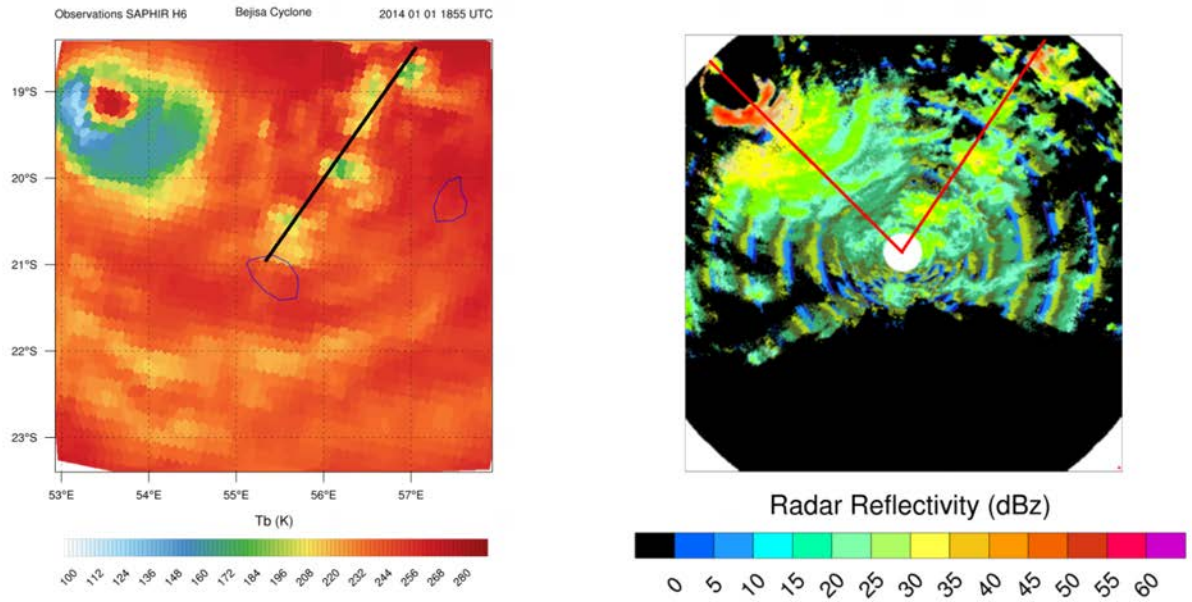 Observations SAPHIR H6 Bejisa Cyclone 2014 01 01 1855 UTC
19°S
20°S
21°S
22°S
23°S
53°E 54°E 55°E 56°E 57°E
Tb (K)
100 112 124 136 148 160 172 184 196 208 220 232 244 256 268 280
Radar Reflectivity (dBz)
0 5 10 15 20 25 30 35 40 45 50 55 60